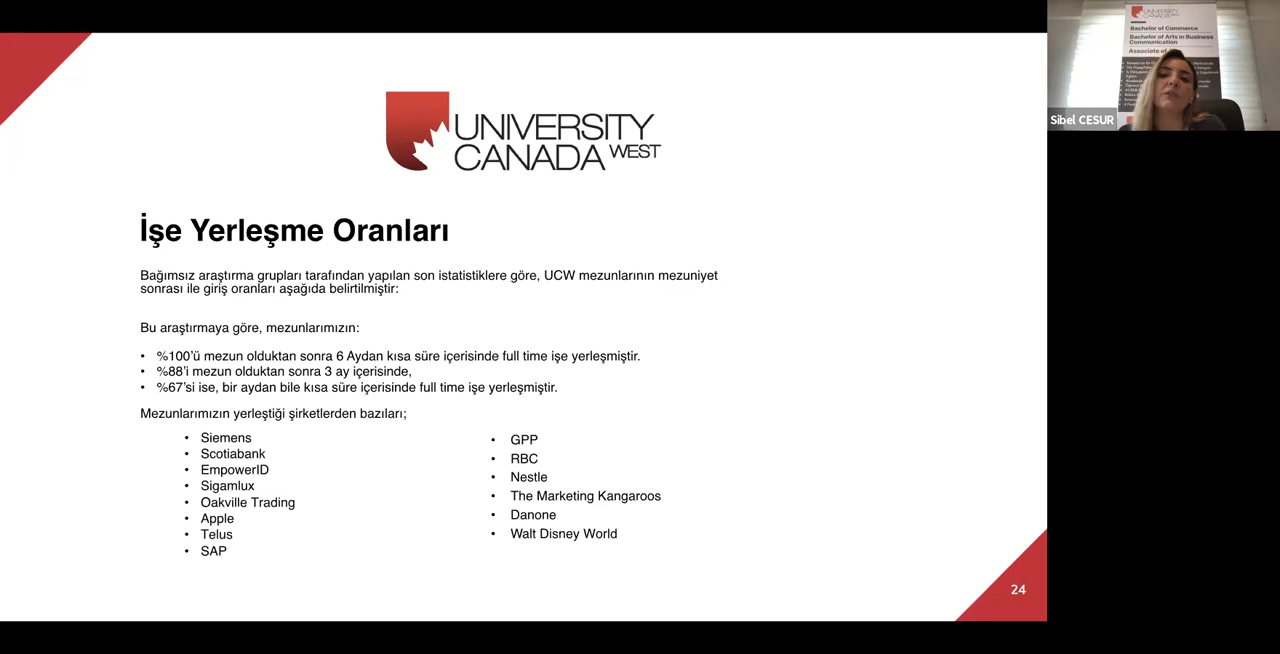 UNIVERSITY
CANADA WEST
İşe Yerleşme Oranları
Bağımsız araştırma grupları tarafından yapılan son istatistiklere göre, UCW mezunlarının mezuniyet
sonrası ile giriş oranları aşağıda belirtilmiştir:
Bu araştırmaya göre, mezunlarımızın:
• %100'ü mezun olduktan sonra 6 Aydan kısa süre içerisinde full time işe yerleşmiştir.
• %88'i mezun olduktan sonra 3 ay içerisinde,
• %67'si ise, bir aydan bile kısa süre içerisinde full time işe yerleşmiştir.
Mezunlarımızın yerleştiği şirketlerden bazıları;
• Siemens
• Scotiabank
• EmpowerID
• Sigamlux
• Oakville Trading
• Apple
• Telus
• SAP
• GPP
• RBC
• Nestle
• The Marketing Kangaroos
• Danone
• Walt Disney World
24
UNIVERSITY
CANADA WEST
Bachelor of Commerce
Bachelor of Arts in Business
Communication
Associate of
Sibel CESUR